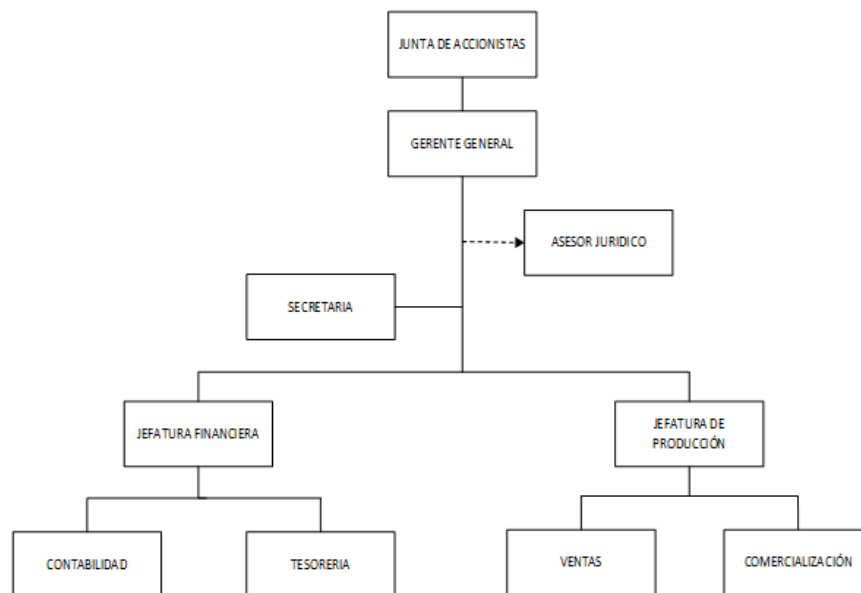 JUNTA DE ACCIONISTAS
GERENTE GENERAL
ASESOR JURIDICO
SECRETARIA
JEFATURA FINANCIERA
JEFATURA DE
PRODUCCIÓN
CONTABILIDAD
TESORERIA
VENTAS
COMERCIALIZACIÓN